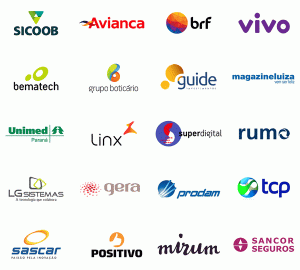 SICOOB
Avianca
brf
vivo
bematech
grupo boticário
guide
investimentos
magazineluiza
vem ser feliz
Unimed
Paraná
Linx
superdigital
rumo
LG SISTEMAS
A tecnologia que colabora
gera
prodam
tcp
sascar
PAIXÃO PELA INOVAÇÃO
POSITIVO
mirum
SANCOR
SEGUROS